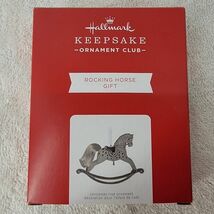 Hallmark
KEEPSAKE
ORNAMENT CLUB
ROCKING HORSE
GIFT